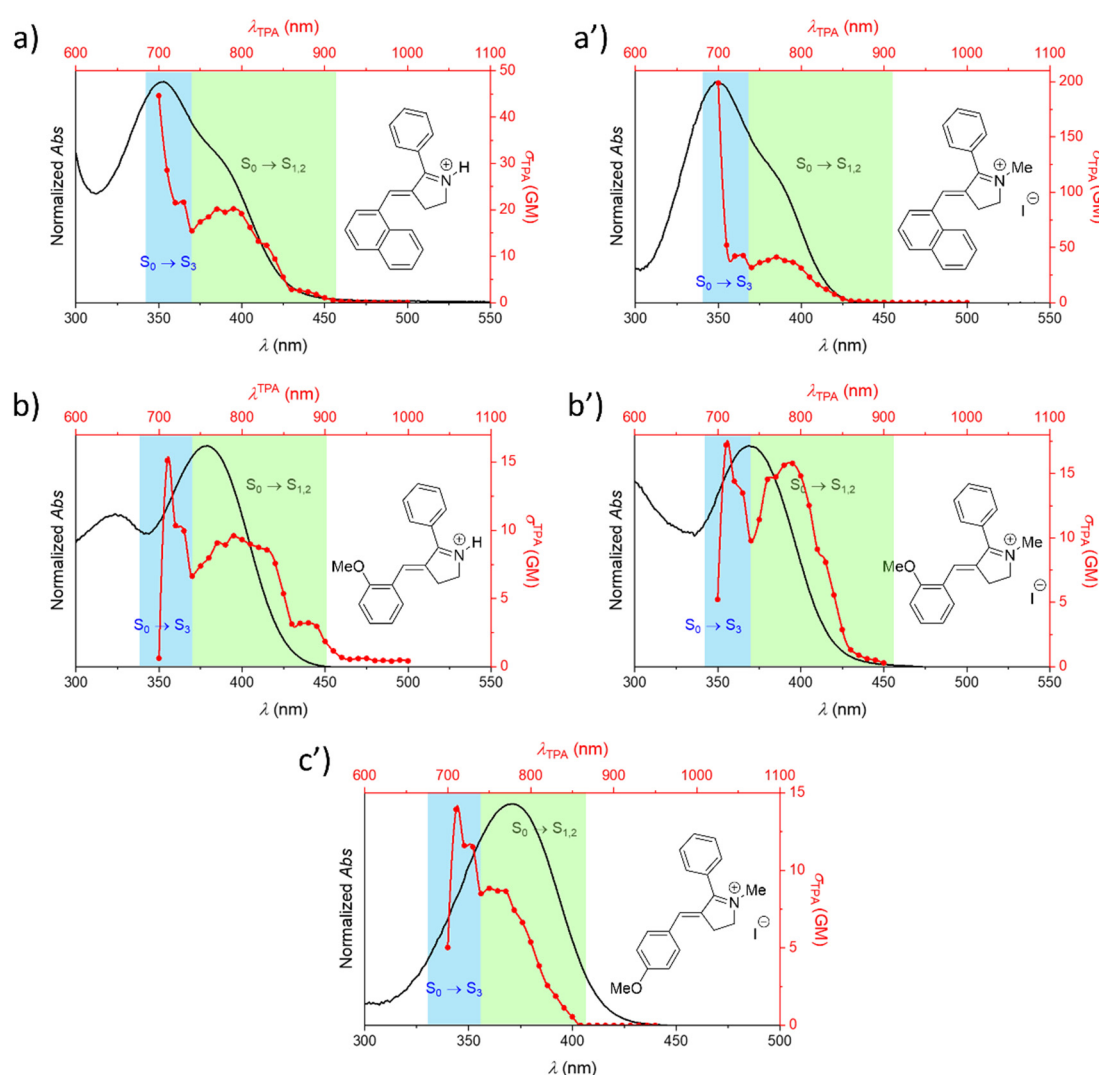 a)
λTPA (nm)
600 700 800 900 1000 1100
Normalized Abs
S0 → S1,2
S0 → S3
H
+
N
50
40
30
20
10
0
σTPA (GM)
300 350 400 450 500 550
λ (nm)
a')
λTPA (nm)
600 700 800 900 1000 1100
Normalized Abs
S0 → S1,2
S0 → S3
+
N
Me
I⊖
200
150
100
50
0
σTPA (GM)
300 350 400 450 500 550
λ (nm)
b)
λTPA (nm)
600 700 800 900 1000 1100
Normalized Abs
S0 → S1,2
S0 → S3
+
N
H
MeO
15
10
5
0
σTPA (GM)
300 350 400 450 500 550
λ (nm)
b')
λTPA (nm)
600 700 800 900 1000 1100
Normalized Abs
S0 → S1,2
S0 → S3
+
N
Me
MeO
I⊖
15
10
5
0
σTPA (GM)
300 350 400 450 500 550
λ (nm)
c')
λTPA (nm)
600 700 800 900 1000 1100
Normalized Abs
S0 → S1,2
S0 → S3
+
N
Me
I⊖
MeO
15
10
5
0
σTPA (GM)
300 350 400 450 500
λ (nm)